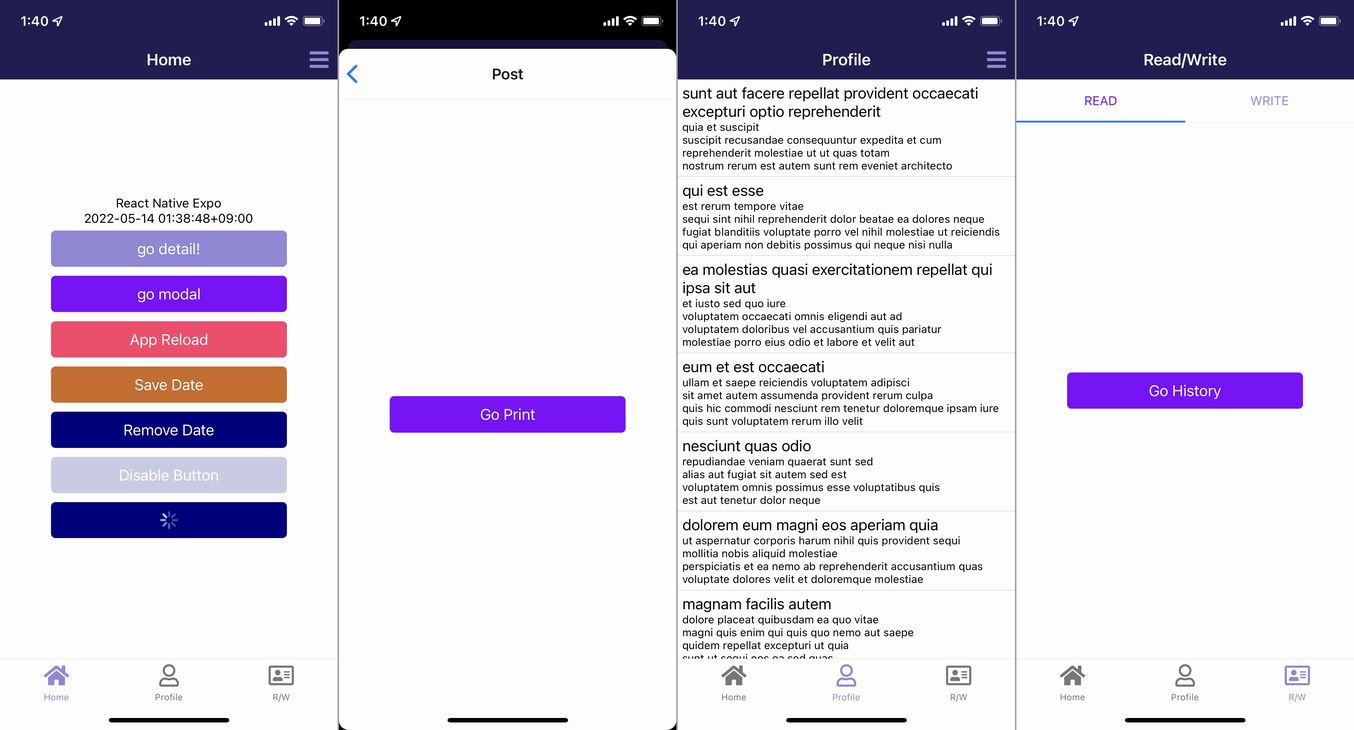 1:40
Home
React Native Expo
2022-05-14 01:38:48+09:00
go detail!
go modal
App Reload
Save Date
Remove Date
Disable Button
Home
Profile
R/W
1:40
Post
Go Print
1:40
Profile
sunt aut facere repellat provident occaecati
excepturi optio reprehenderit
quia et suscipit
suscipit recusandae consequuntur expedita et cum
reprehenderit molestiae ut ut quas totam
nostrum rerum est autem sunt rem eveniet architecto
qui est esse
est rerum tempore vitae
sequi sint nihil reprehenderit dolor beatae ea dolores neque
fugiat blanditiis voluptate porro vel nihil molestiae ut reiciendis
qui aperiam non debitis possimus qui neque nisi nulla
ea molestias quasi exercitationem repellat qui
ipsa sit aut
et iusto sed quo iure
voluptatem occaecati omnis eligendi aut ad
voluptatem doloribus vel accusantium quis pariatur
molestiae porro eius odio et labore et velit aut
eum et est occaecati
ullam et saepe reiciendis voluptatem adipisci
sit amet autem assumenda provident rerum culpa
quis hic commodi nesciunt rem tenetur doloremque ipsam iure
quis sunt voluptatem rerum illo velit
nesciunt quas odio
repudiandae veniam quaerat sunt sed
alias aut fugiat sit autem sed est
voluptatem omnis possimus esse voluptatibus quis
est aut tenetur dolor neque
dolorem eum magni eos aperiam quia
ut aspernatur corporis harum nihil quis provident sequi
mollitia nobis aliquid molestiae
perspiciatis et ea nemo ab reprehenderit accusantium quas
voluptate dolores velit et doloremque molestiae
magnam facilis autem
dolore placeat quibusdam ea quo vitae
magni quis enim qui quis quo nemo aut saepe
quidem repellat excepturi ut quia
sunt ut sequi eos ea sed quas
Home
Profile
R/W
1:40
Read/Write
READ
WRITE
Go History
Home
Profile
R/W